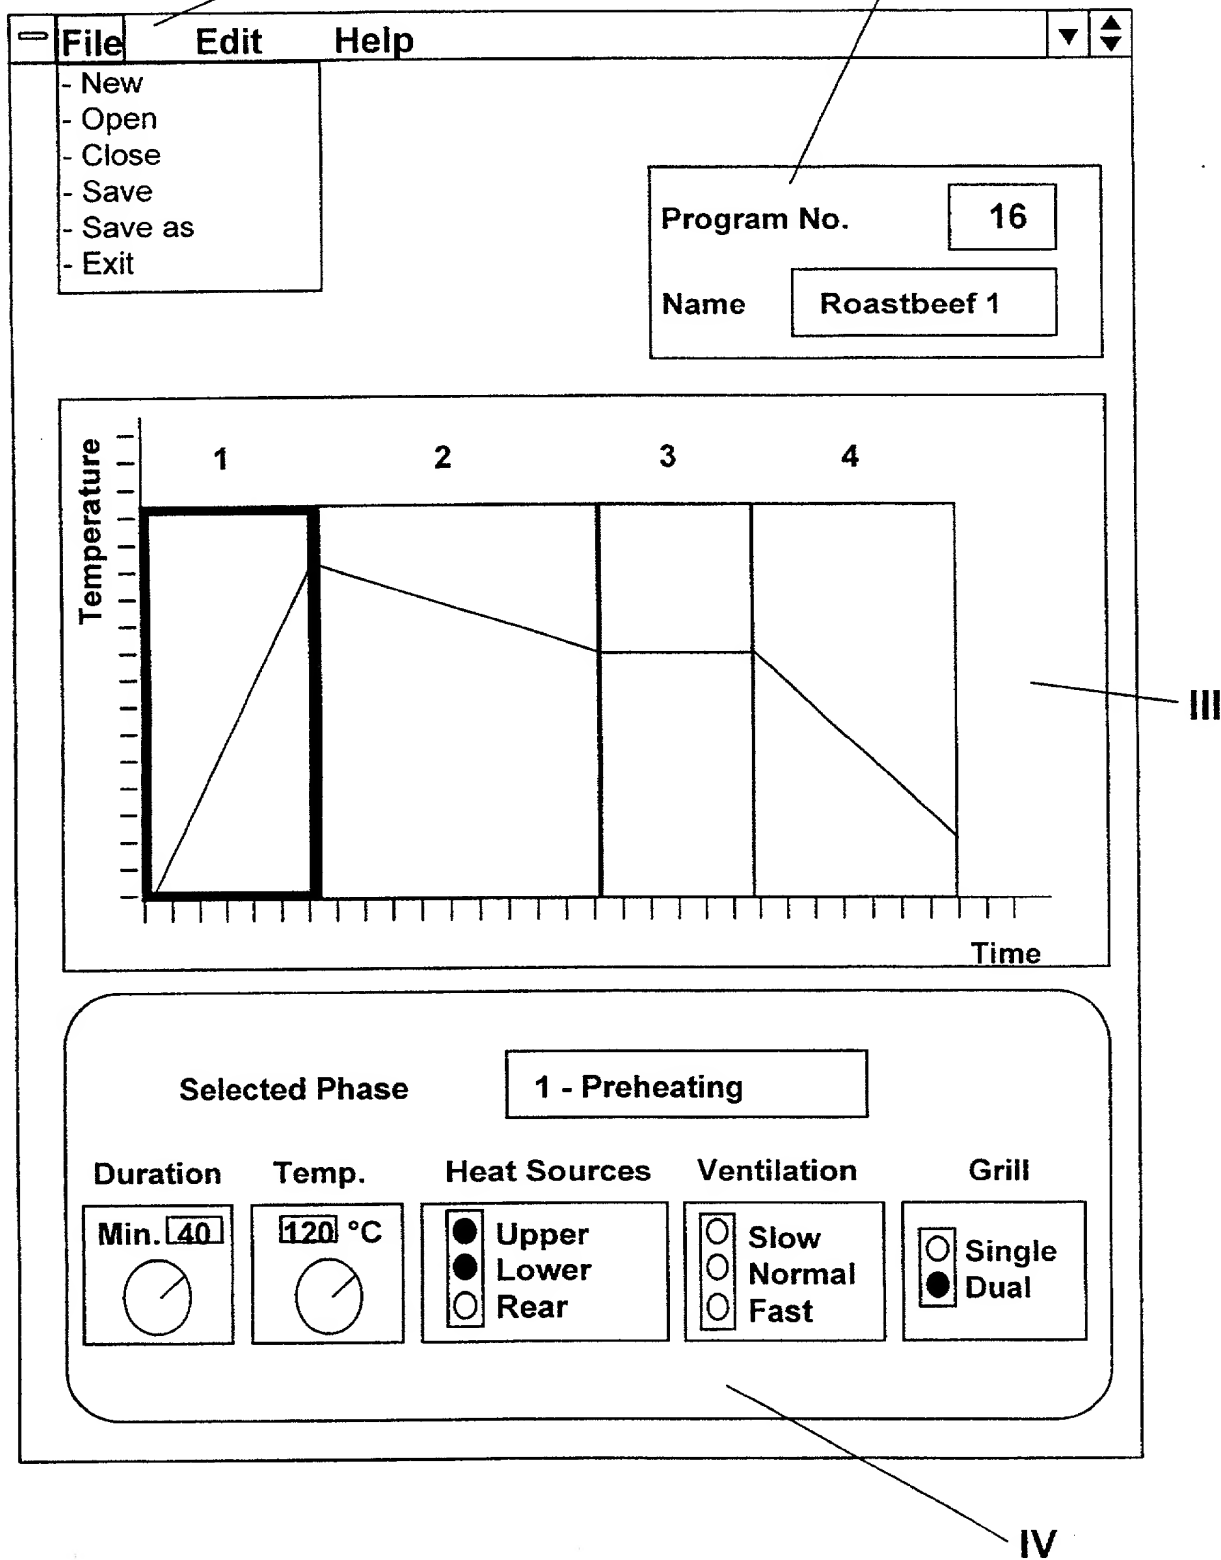 File Edit Help
- New
- Open
- Close
- Save
- Save as
- Exit
Program No. 16
Name Roastbeef 1
Temperature
1 2 3 4
III
Time
Selected Phase 1 - Preheating
Duration Temp. Heat Sources Ventilation Grill
Min. 40
120 °C
Upper
Lower
Rear
Slow
Normal
Fast
Single
Dual
IV